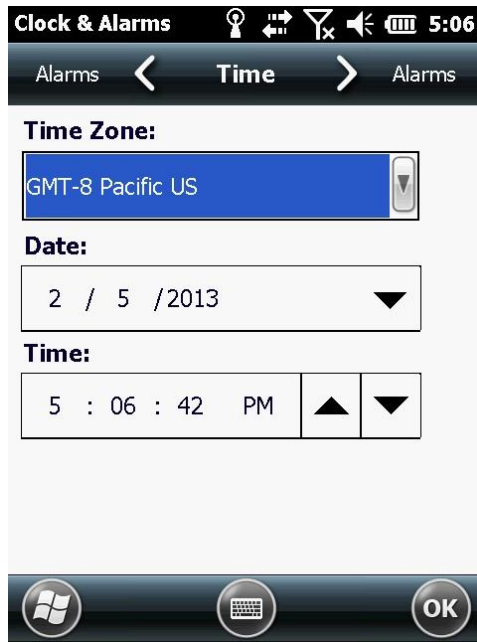 Clock & Alarms 5:06
Alarms Time Alarms
Time Zone:
GMT-8 Pacific US
Date:
2 / 5 /2013
Time:
5 : 06 : 42 PM
OK